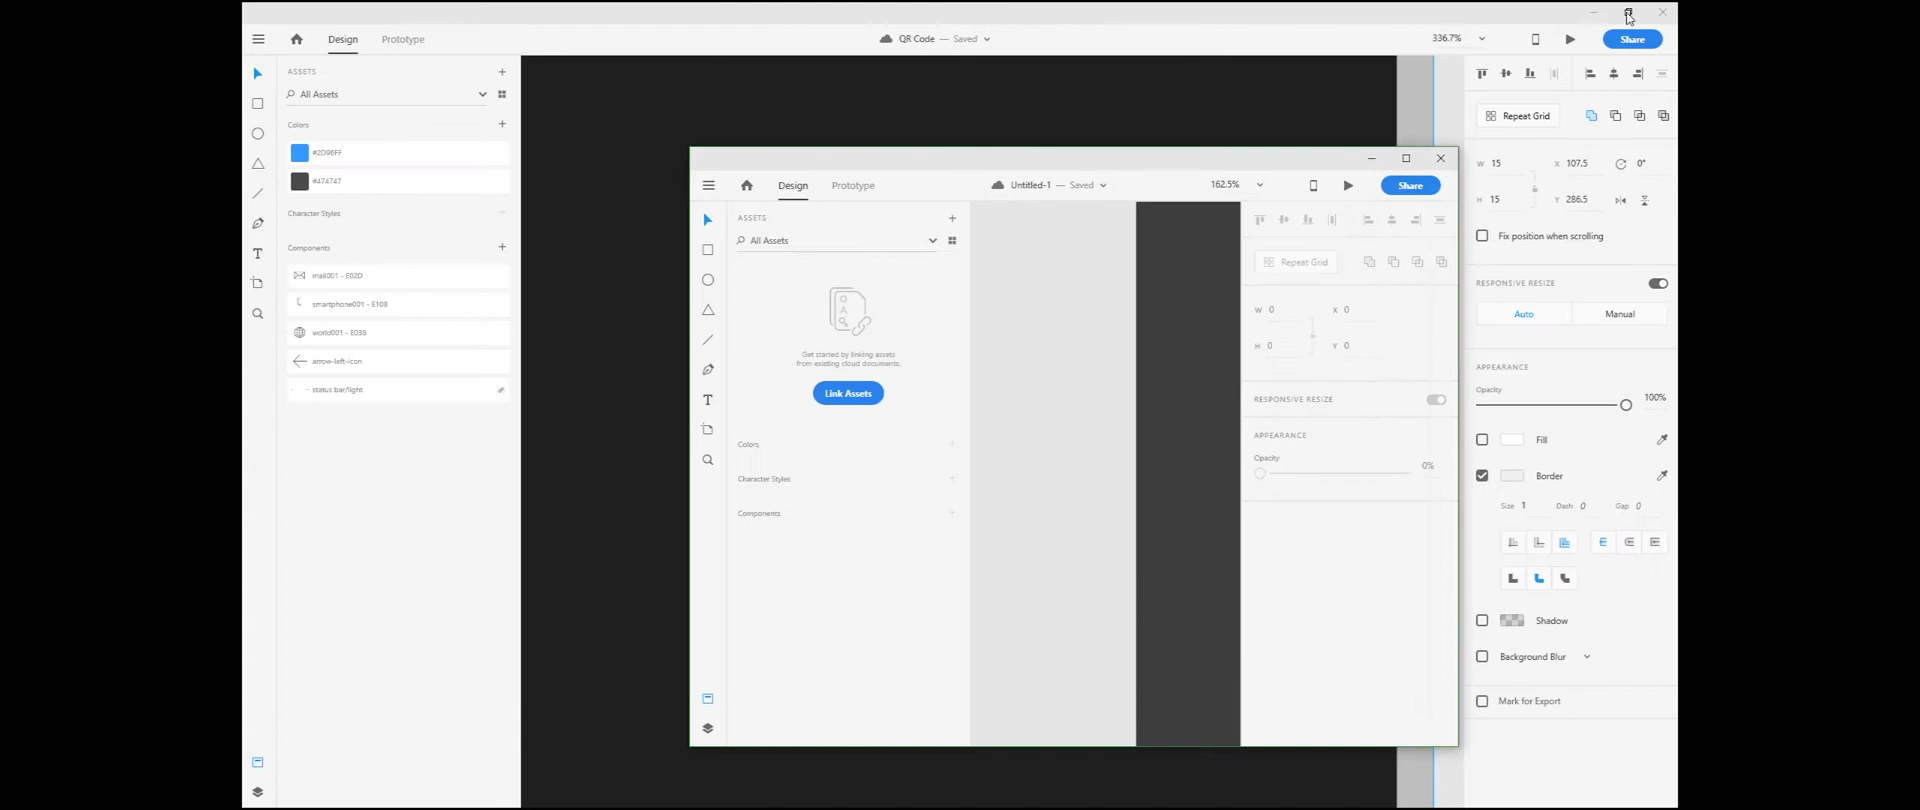 Design Prototype QR Code — Saved 336.7% Share
ASSETS
All Assets
Colors
#2D96FF
#474747
Character Styles
Components
mail001 - E02D
smartphone001 - E108
world001 - E038
arrow-left-icon
status bar/light
Design Prototype Untitled-1 — Saved 162.5% Share
ASSETS
All Assets
Get started by linking assets
from existing cloud documents.
Link Assets
Colors
Character Styles
Components
Repeat Grid
W 0 X 0
H 0 Y 0
RESPONSIVE RESIZE
APPEARANCE
Opacity
0%
Repeat Grid
W 15 X 107.5 0°
H 15 Y 286.5
Fix position when scrolling
RESPONSIVE RESIZE
Auto Manual
APPEARANCE
Opacity
100%
Fill
Border
Size 1 Dash 0 Gap 0
Shadow
Background Blur
Mark for Export